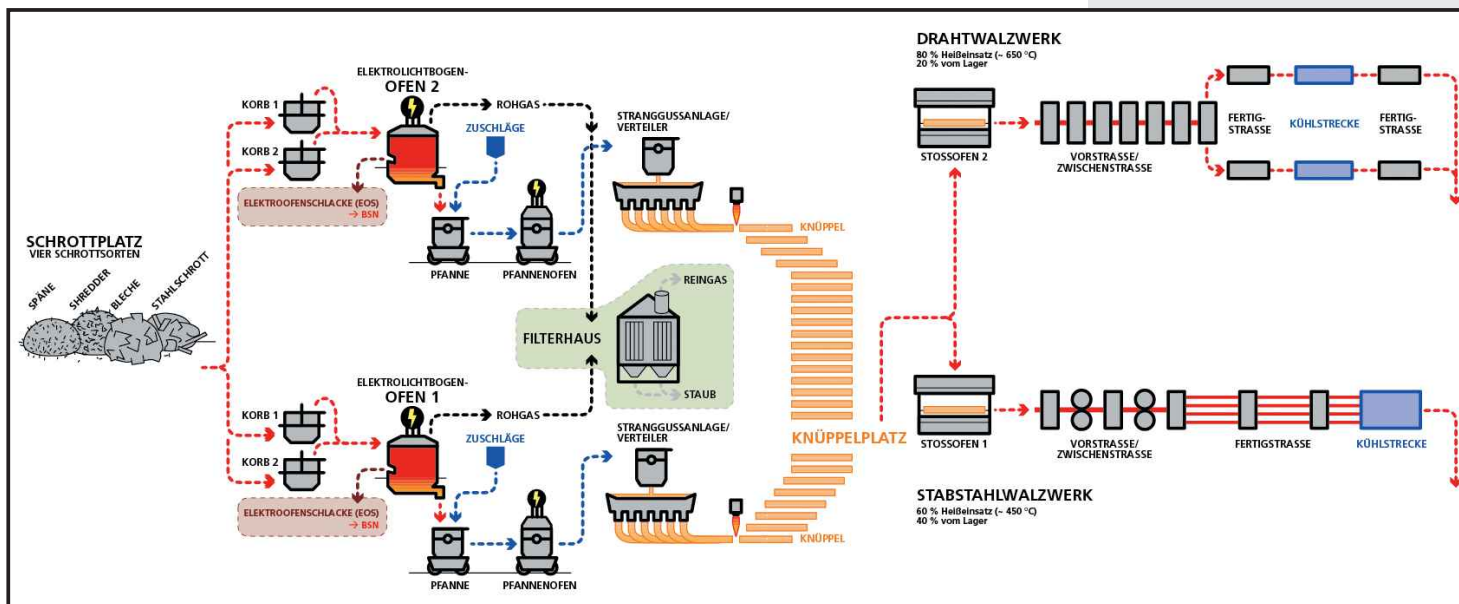 SCHROTTPLATZ
VIER SCHROTTSORTEN
SPÄNE
SHREDDER
BLECHE
STAHLSCHROTT
KORB 1
KORB 2
ELEKTROLICHTBOGEN-
OFEN 2
ROHGAS
ZUSCHLÄGE
ELEKTROOFENSCHLACKE (EOS)
→ BSN
PFANNE
PFANNENOFEN
STRANGGUSSANLAGE/
VERTEILER
KNÜPPEL
FILTERHAUS
REINGAS
STAUB
KORB 1
KORB 2
ELEKTROLICHTBOGEN-
OFEN 1
ROHGAS
ZUSCHLÄGE
ELEKTROOFENSCHLACKE (EOS)
→ BSN
PFANNE
PFANNENOFEN
STRANGGUSSANLAGE/
VERTEILER
KNÜPPEL
KNÜPPELPLATZ
DRAHTWALZWERK
80 % Heißeinsatz (~ 650 °C)
20 % vom Lager
STOSSOFEN 2
VORSTRASSE/
ZWISCHENSTRASSE
FERTIG-
STRASSE
KÜHLSTRECKE
FERTIG-
STRASSE
STOSSOFEN 1
VORSTRASSE/
ZWISCHENSTRASSE
FERTIGSTRASSE
KÜHLSTRECKE
STABSTAHLWALZWERK
60 % Heißeinsatz (~ 450 °C)
40 % vom Lager